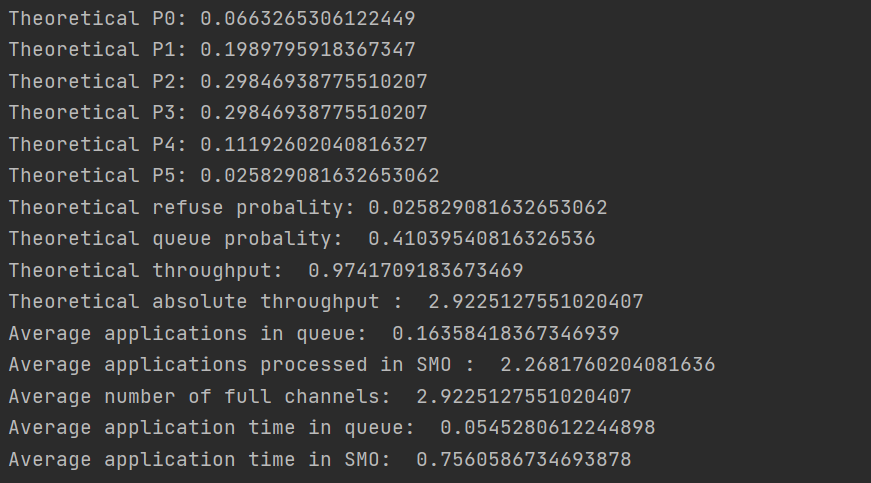 Theoretical P0: 0.0663265306122449
Theoretical P1: 0.1989795918367347
Theoretical P2: 0.29846938775510207
Theoretical P3: 0.29846938775510207
Theoretical P4: 0.11192602040816327
Theoretical P5: 0.025829081632653062
Theoretical refuse probality: 0.025829081632653062
Theoretical queue probality:  0.41039540816326536
Theoretical throughput:  0.9741709183673469
Theoretical absolute throughput :  2.9225127551020407
Average applications in queue:  0.16358418367346939
Average applications processed in SMO :  2.2681760204081636
Average number of full channels:  2.9225127551020407
Average application time in queue:  0.0545280612244898
Average application time in SMO:  0.7560586734693878